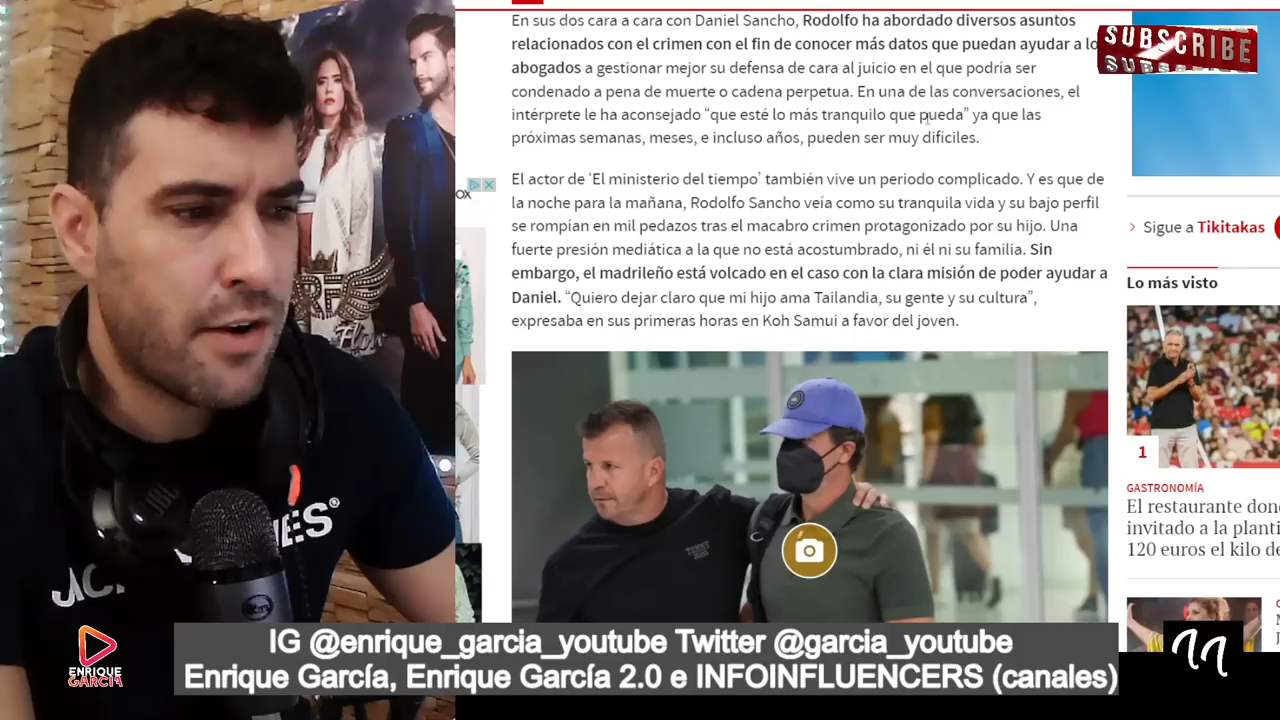 En sus dos cara a cara con Daniel Sancho, Rodolfo ha abordado diversos asuntos
relacionados con el crimen con el fin de conocer más datos que puedan ayudar a lo
abogados a gestionar mejor su defensa de cara al juicio en el que podría ser
condenado a pena de muerte o cadena perpetua. En una de las conversaciones, el
intérprete le ha aconsejado “que esté lo más tranquilo que pueda” ya que las
próximas semanas, meses, e incluso años, pueden ser muy difíciles.
El actor de ‘El ministerio del tiempo’ también vive un periodo complicado. Y es que de
la noche para la mañana, Rodolfo Sancho veía como su tranquila vida y su bajo perfil
se rompían en mil pedazos tras el macabro crimen protagonizado por su hijo. Una
fuerte presión mediática a la que no está acostumbrado, ni él ni su familia. Sin
embargo, el madrileño está volcado en el caso con la clara misión de poder ayudar a
Daniel. “Quiero dejar claro que mi hijo ama Tailandia, su gente y su cultura”,
expresaba en sus primeras horas en Koh Samui a favor del joven.
SUBSCRIBE
Sigue a Tikitakas
Lo más visto
1
GASTRONOMÍA
El restaurante don
invitado a la planti
120 euros el kilo de
OX
RF
Flow
JBL
JAC
NES®
ENRIQUE
GARCÍA
IG @enrique_garcia_youtube Twitter @garcia_youtube
Enrique García, Enrique García 2.0 e INFOINFLUENCERS (canales)